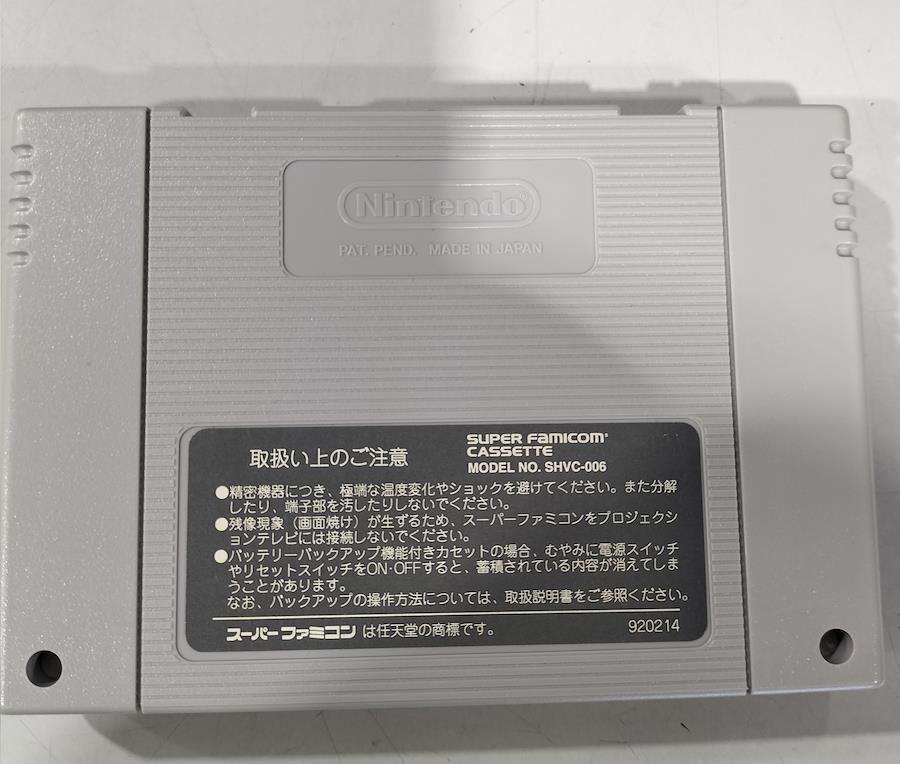 Nintendo®
PAT. PEND. MADE IN JAPAN
取扱い上のご注意
SUPER FAMICOM®
CASSETTE
MODEL NO. SHVC-006
●精密機器につき、極端な温度変化やショックを避けてください。また分解
したり、端子部を汚したりしないでください。
●残像現象（画面焼け）が生ずるため、スーパーファミコンをプロジェクシ
ョンテレビには接続しないでください。
●バッテリーバックアップ機能付きカセットの場合、むやみに電源スイッチ
やリセットスイッチをON·OFFすると、蓄積されている内容が消えてしま
うことがあります。
なお、バックアップの操作方法については、取扱説明書をご参照ください。
スーパーファミコン は任天堂の商標です。
920214